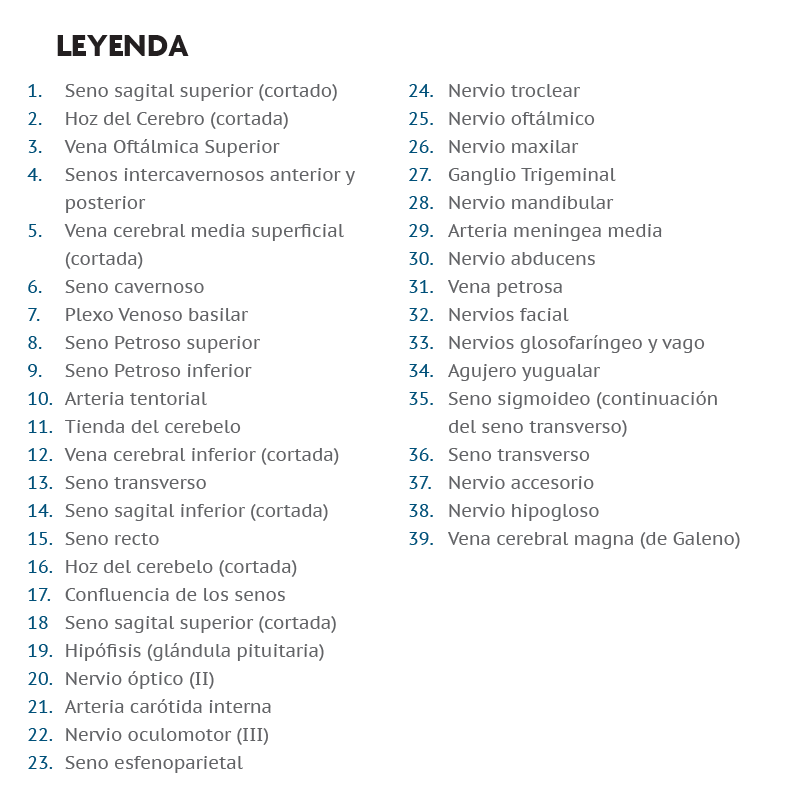 LEYENDA
1. Seno sagital superior (cortado)
2. Hoz del Cerebro (cortada)
3. Vena Oftálmica Superior
4. Senos intercavernosos anterior y
posterior
5. Vena cerebral media superficial
(cortada)
6. Seno cavernoso
7. Plexo Venoso basilar
8. Seno Petroso superior
9. Seno Petroso inferior
10. Arteria tentorial
11. Tienda del cerebelo
12. Vena cerebral inferior (cortada)
13. Seno transverso
14. Seno sagital inferior (cortada)
15. Seno recto
16. Hoz del cerebelo (cortada)
17. Confluencia de los senos
18 Seno sagital superior (cortada)
19. Hipófisis (glándula pituitaria)
20. Nervio óptico (II)
21. Arteria carótida interna
22. Nervio oculomotor (III)
23. Seno esfenoparietal
24. Nervio troclear
25. Nervio oftálmico
26. Nervio maxilar
27. Ganglio Trigeminal
28. Nervio mandibular
29. Arteria meningea media
30. Nervio abducens
31. Vena petrosa
32. Nervios facial
33. Nervios glosofaríngeo y vago
34. Agujero yugualar
35. Seno sigmoideo (continuación
del seno transverso)
36. Seno transverso
37. Nervio accesorio
38. Nervio hipogloso
39. Vena cerebral magna (de Galeno)